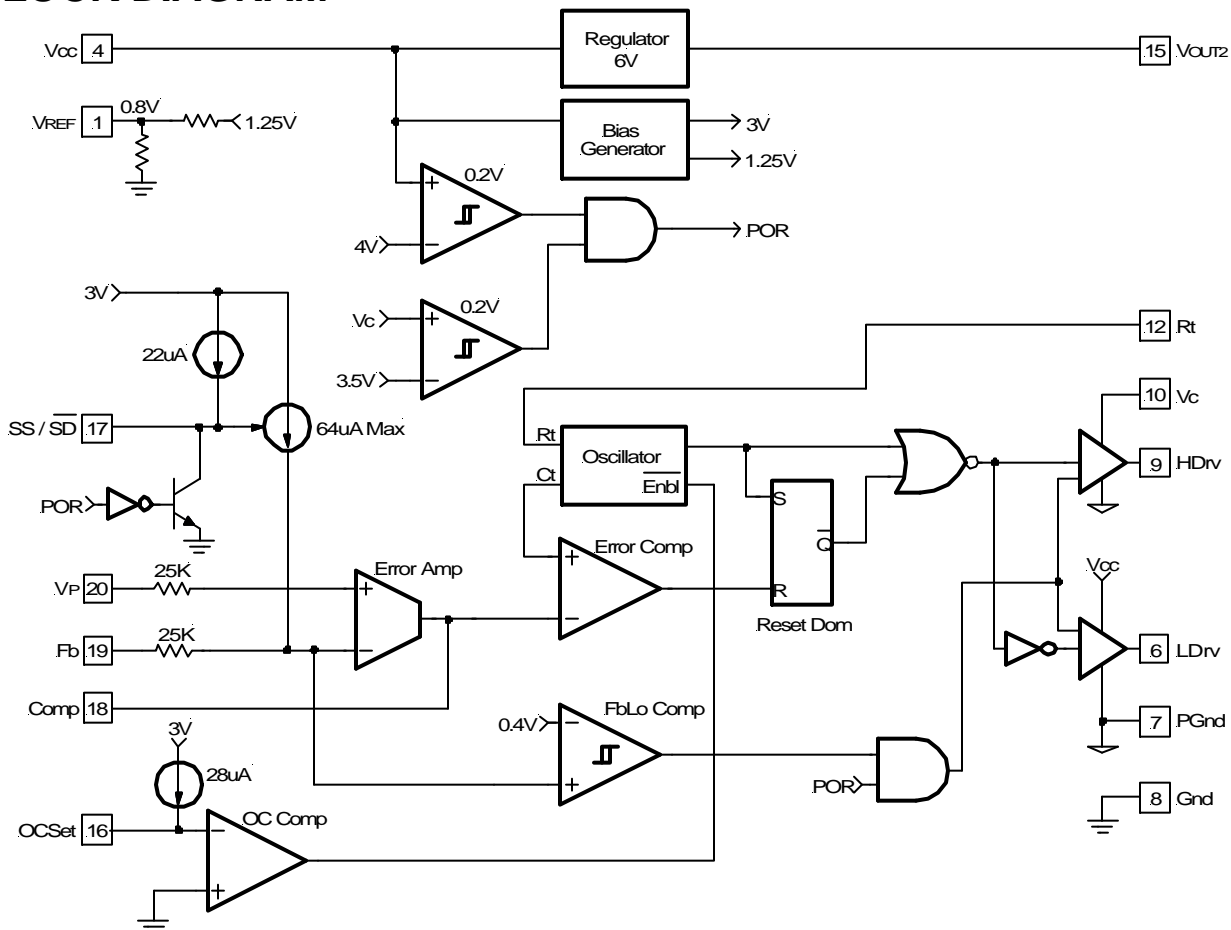 BLOCK DIAGRAM
Vcc 4
Regulator
6V
15 VOUT2
VREF 1
0.8V
1.25V
Bias
Generator
3V
1.25V
0.2V
+
4V
−
POR
3V
0.2V
Vc
+
3.5V
−
12 Rt
22uA
SS / SD 17
64uA Max
10 Vc
Rt
Oscillator
Ct
Enbl
9 HDrv
POR
S
Q
R
Reset Dom
Error Comp
+
−
VP 20
25K
Error Amp
+
−
Vcc
Fb 19
25K
6 LDrv
Comp 18
FbLo Comp
0.4V
−
+
7 PGnd
3V
28uA
POR
8 Gnd
OCSet 16
OC Comp
−
+